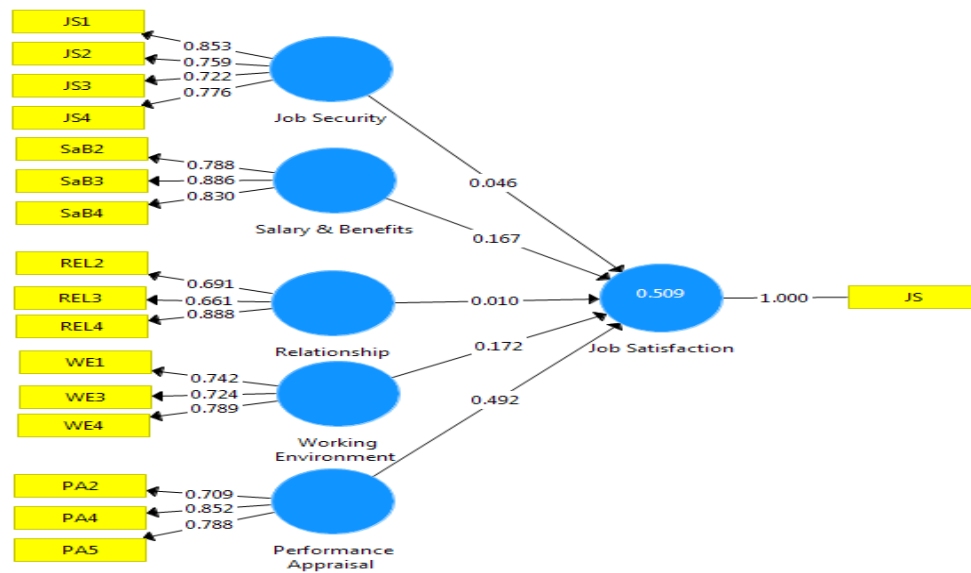 JS1
0.853
JS2
0.759
JS3
0.722
0.776
JS4
Job Security
SaB2
0.788
SaB3
0.886
0.830
SaB4
Salary & Benefits
0.046
0.167
REL2
0.691
REL3
0.661
0.888
REL4
Relationship
0.010
0.509
1.000
JS
Job Satisfaction
WE1
0.742
WE3
0.724
0.789
WE4
Working
Environment
0.172
0.492
PA2
0.709
PA4
0.852
0.788
PA5
Performance
Appraisal